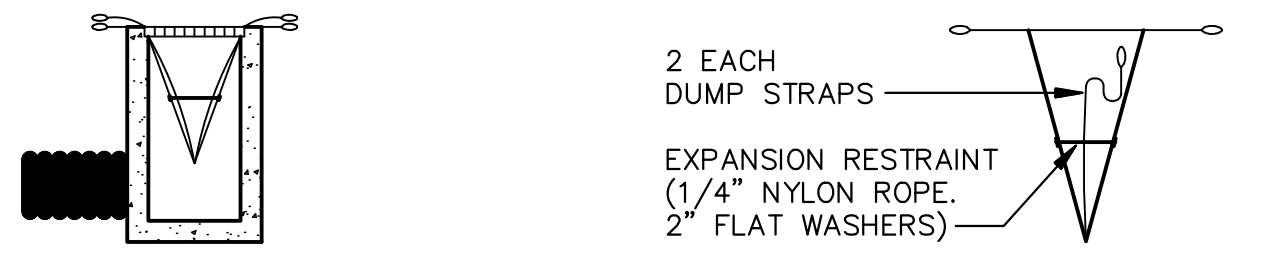 2 EACH
DUMP STRAPS
EXPANSION RESTRAINT
(1/4" NYLON ROPE.
2" FLAT WASHERS)